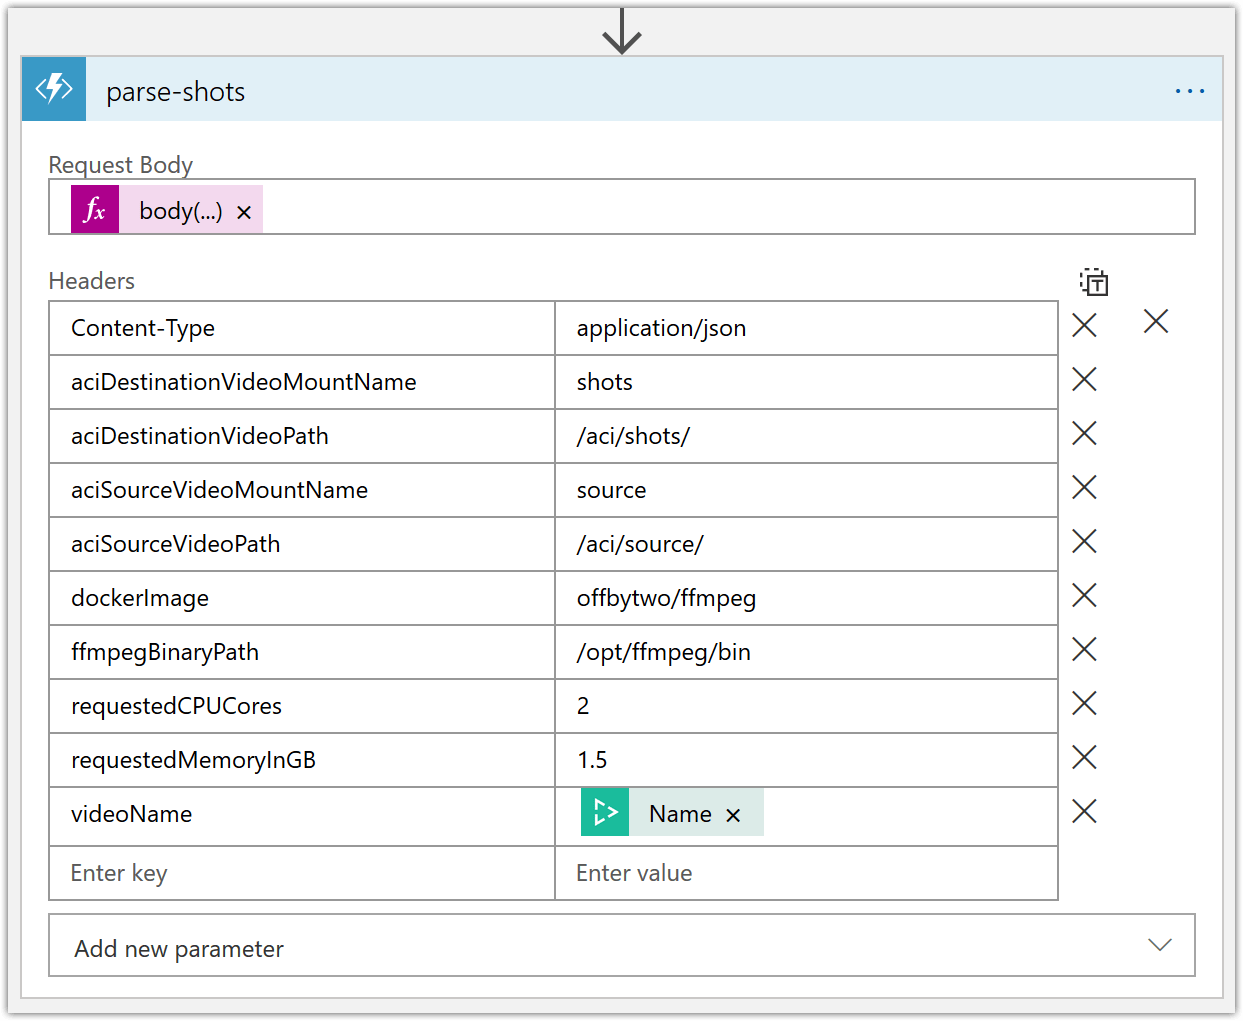 parse-shots
Request Body
fx body(...)
Headers
T
Content-Type application/json
aciDestinationVideoMountName shots
aciDestinationVideoPath /aci/shots/
aciSourceVideoMountName source
aciSourceVideoPath /aci/source/
dockerImage offbytwo/ffmpeg
ffmpegBinaryPath /opt/ffmpeg/bin
requestedCPUCores 2
requestedMemoryInGB 1.5
videoName Name
Enter key Enter value
Add new parameter